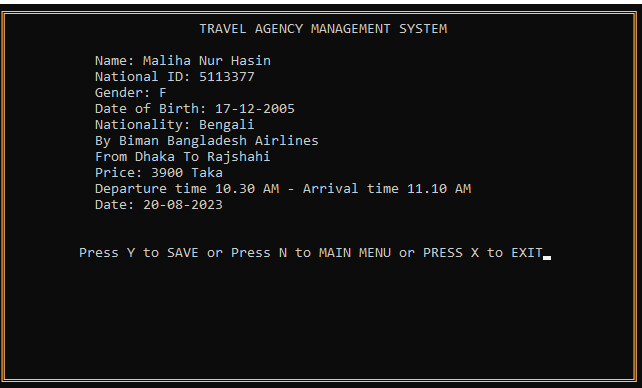 TRAVEL AGENCY MANAGEMENT SYSTEM
Name: Maliha Nur Hasin
National ID: 5113377
Gender: F
Date of Birth: 17-12-2005
Nationality: Bengali
By Biman Bangladesh Airlines
From Dhaka To Rajshahi
Price: 3900 Taka
Departure time 10.30 AM - Arrival time 11.10 AM
Date: 20-08-2023
Press Y to SAVE or Press N to MAIN MENU or PRESS X to EXIT